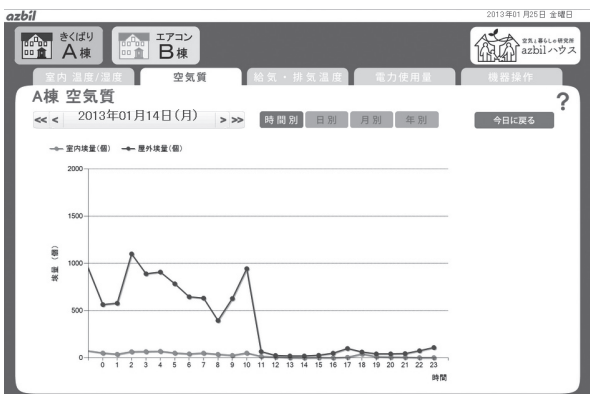 azbil
2013年01月25日 金曜日
きくばり
A棟
エアコン
B棟
空気と暮らしの研究所
azbilハウス
室内 温度/湿度
空気質
給気・排気温度
電力使用量
機器操作
A棟 空気質
?
<< < 2013年01月14日(月) > >>
時間別 日別 月別 年別
今日に戻る
室内埃量(個) 屋外埃量(個)
2000
1500
1000
500
0
埃量 (個)
0 1 2 3 4 5 6 7 8 9 10 11 12 13 14 15 16 17 18 19 20 21 22 23
時間